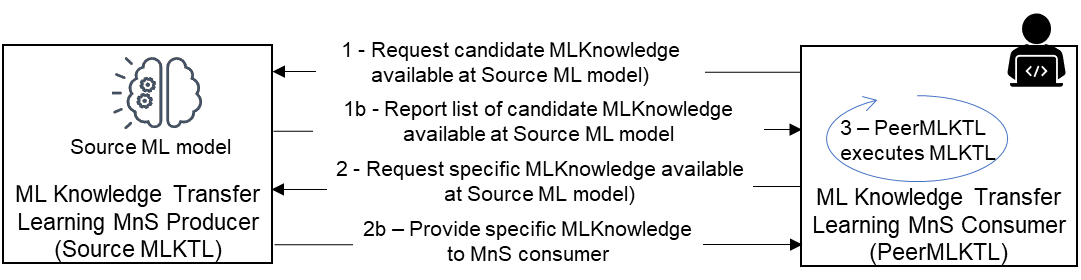 Source ML model
ML Knowledge Transfer
Learning MnS Producer
(Source MLKTL)
1 - Request candidate MLKnowledge
available at Source ML model)
1b - Report list of candidate MLKnowledge
available at Source ML model
2 - Request specific MLKnowledge available
at Source ML model)
2b – Provide specific MLKnowledge
to MnS consumer
</>
3 – PeerMLKTL
executes MLKTL
ML Knowledge Transfer
Learning MnS Consumer
(PeerMLKTL)